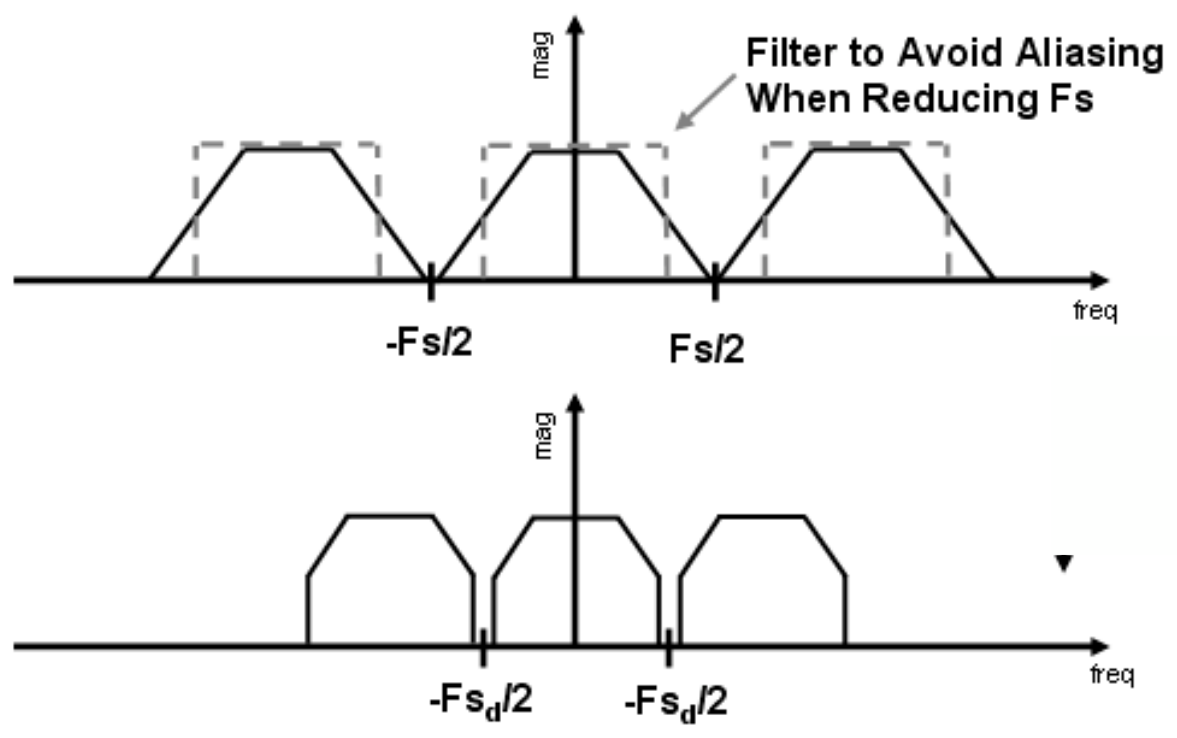 mag
Filter to Avoid Aliasing
When Reducing Fs
freq
-Fs/2
Fs/2
mag
freq
-Fsd/2
-Fsd/2